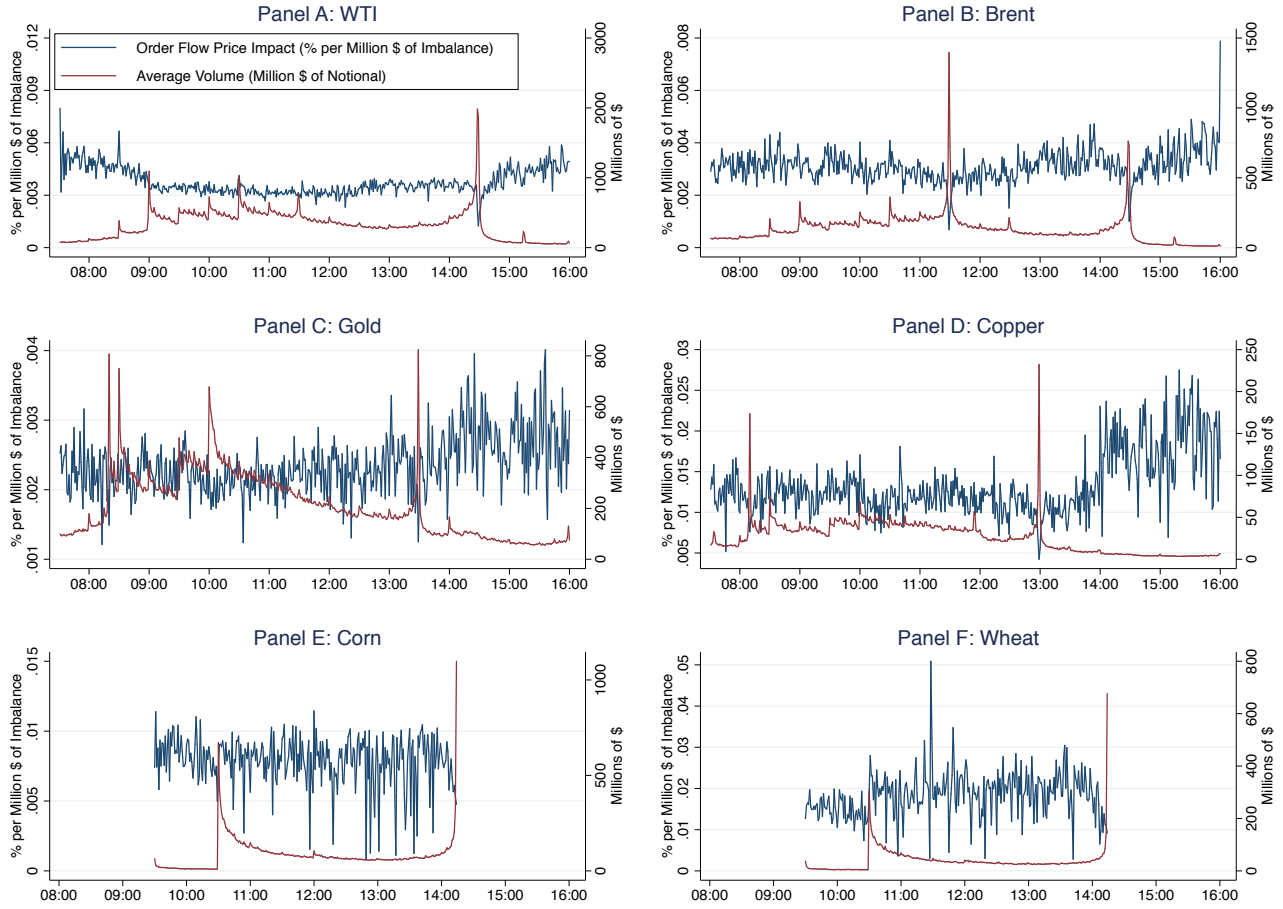 Panel A: WTI
Order Flow Price Impact (% per Million $ of Imbalance)
Average Volume (Million $ of Notional)
% per Million $ of Imbalance
0 .003 .006 .009 .012
Millions of $
0 1000 2000 3000
08:00 09:00 10:00 11:00 12:00 13:00 14:00 15:00 16:00
Panel B: Brent
% per Million $ of Imbalance
0 .002 .004 .006 .008
Millions of $
0 500 1000 1500
08:00 09:00 10:00 11:00 12:00 13:00 14:00 15:00 16:00
Panel C: Gold
% per Million $ of Imbalance
.001 .002 .003 .004
Millions of $
0 200 400 600 800
08:00 09:00 10:00 11:00 12:00 13:00 14:00 15:00 16:00
Panel D: Copper
% per Million $ of Imbalance
.005 .01 .015 .02 .025 .03
Millions of $
0 50 100 150 200 250
08:00 09:00 10:00 11:00 12:00 13:00 14:00 15:00 16:00
Panel E: Corn
% per Million $ of Imbalance
0 .005 .01 .015
Millions of $
0 500 1000
08:00 09:00 10:00 11:00 12:00 13:00 14:00 15:00 16:00
Panel F: Wheat
% per Million $ of Imbalance
0 .01 .02 .03 .04 .05
Millions of $
0 200 400 600 800
08:00 09:00 10:00 11:00 12:00 13:00 14:00 15:00 16:00